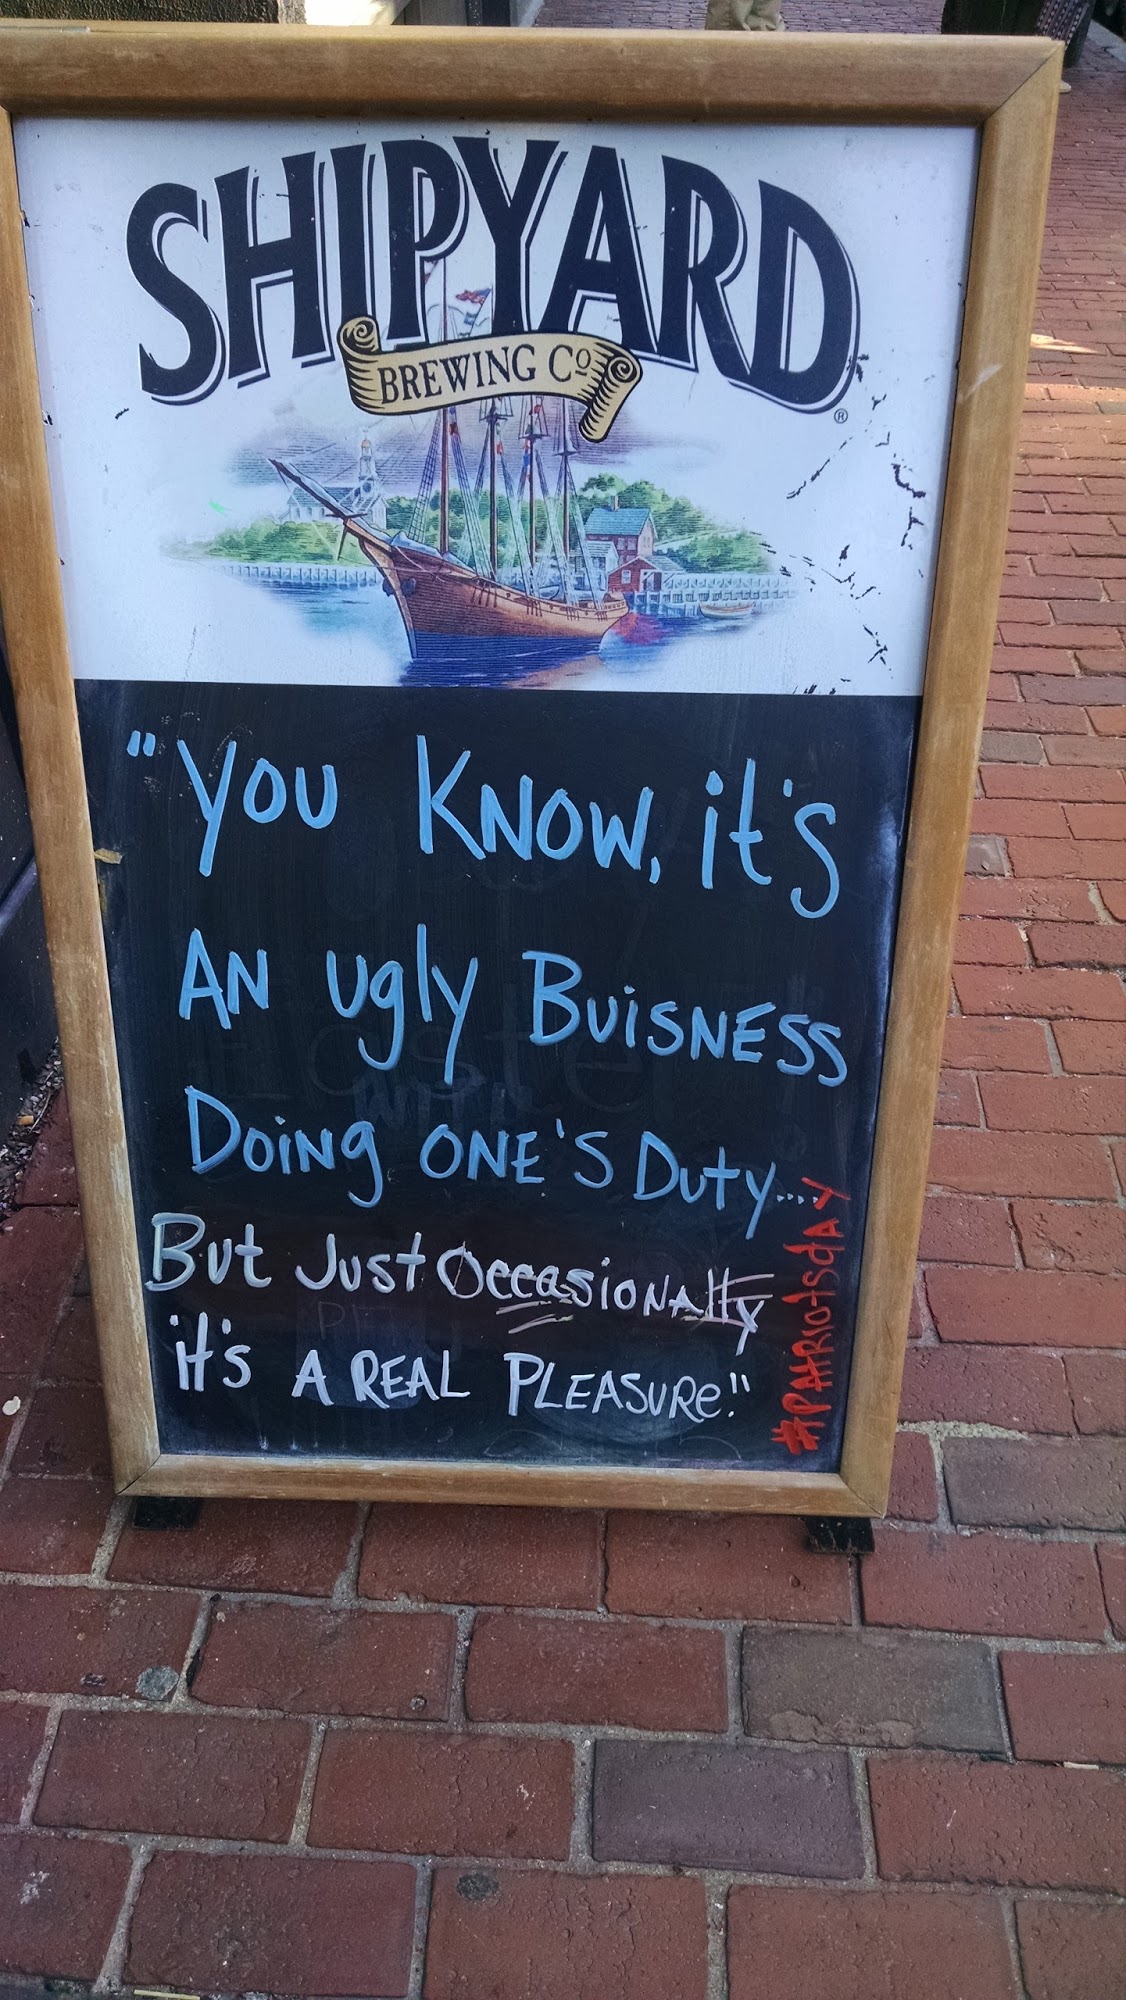 SHIPYARD
BREWING Co.
®
"You KNOW, it's
AN ugly BUISNESS
DOING ONE'S Duty....
But Just Occasionally
it's A REAL PLEASURe."
#PATRIOTSDAY